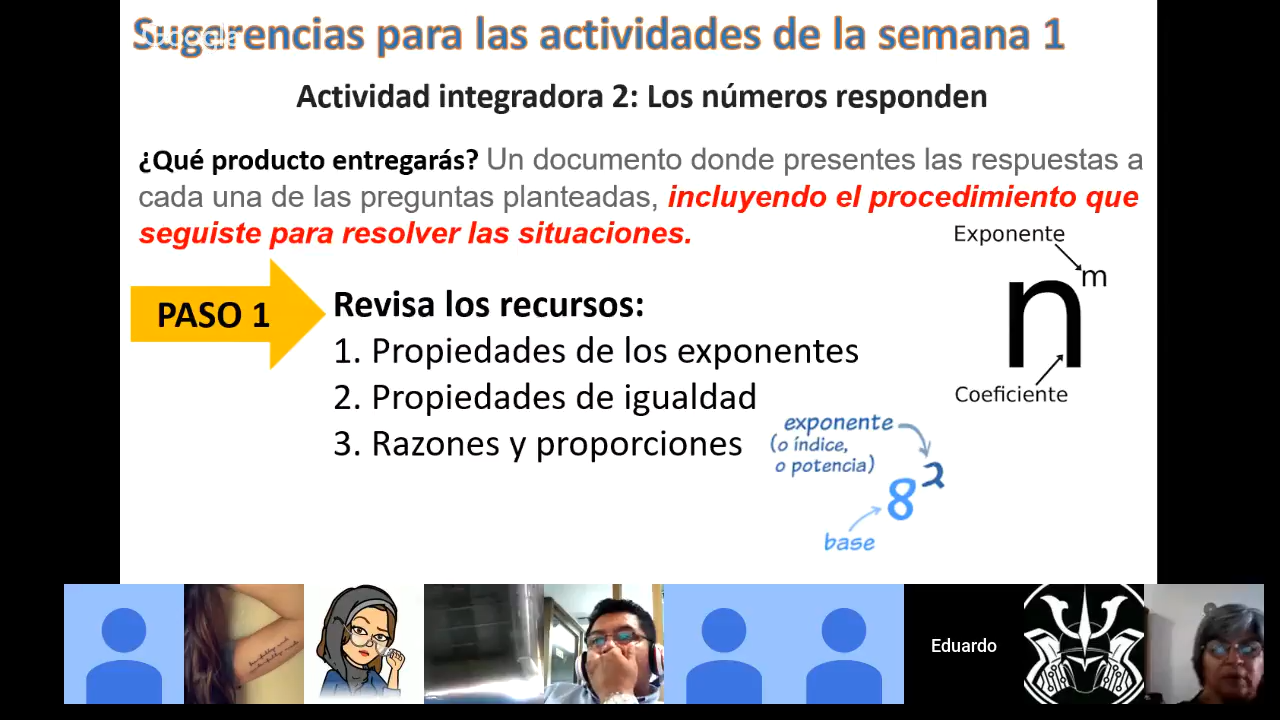 Sugerencias para las actividades de la semana 1
Google
Actividad integradora 2: Los números responden
¿Qué producto entregarás? Un documento donde presentes las respuestas a
cada una de las preguntas planteadas, incluyendo el procedimiento que
seguiste para resolver las situaciones.
Exponente
n m
Coeficiente
PASO 1
Revisa los recursos:
1. Propiedades de los exponentes
2. Propiedades de igualdad
3. Razones y proporciones
exponente
(o índice,
o potencia)
8 2
base
Eduardo